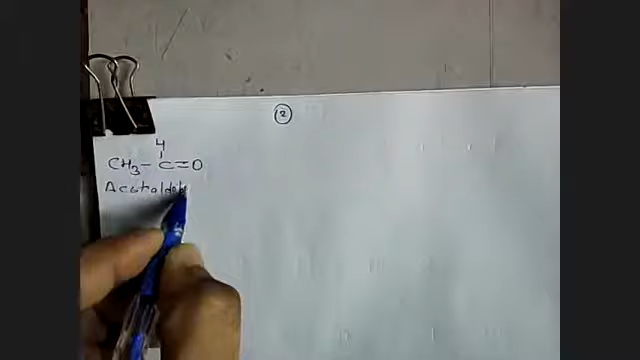 ②
H
CH₃ – C = O
Acetaldeh